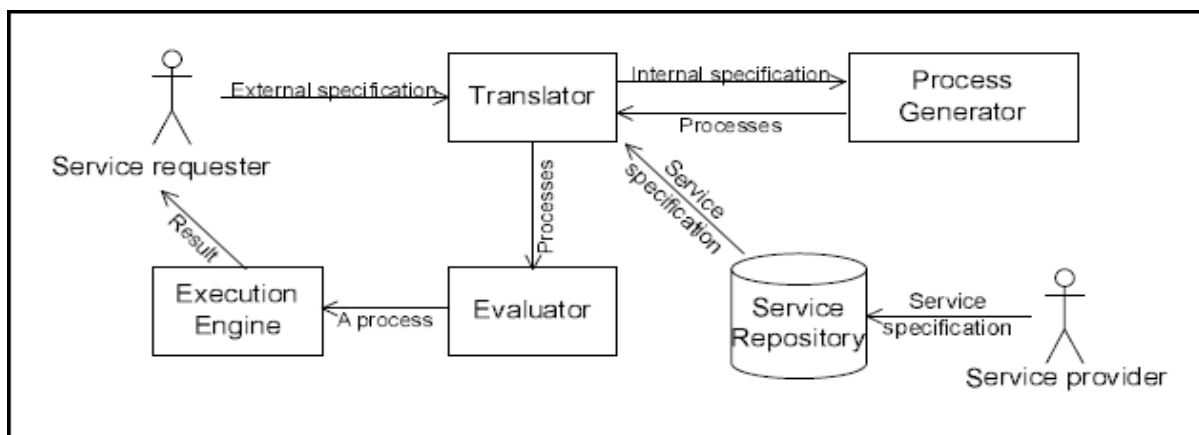 External specification
Translator
Internal specification
Process
Generator
Processes
Service requester
Service
specification
Processes
Result
Execution
Engine
A process
Evaluator
Service
Repository
Service
specification
Service provider